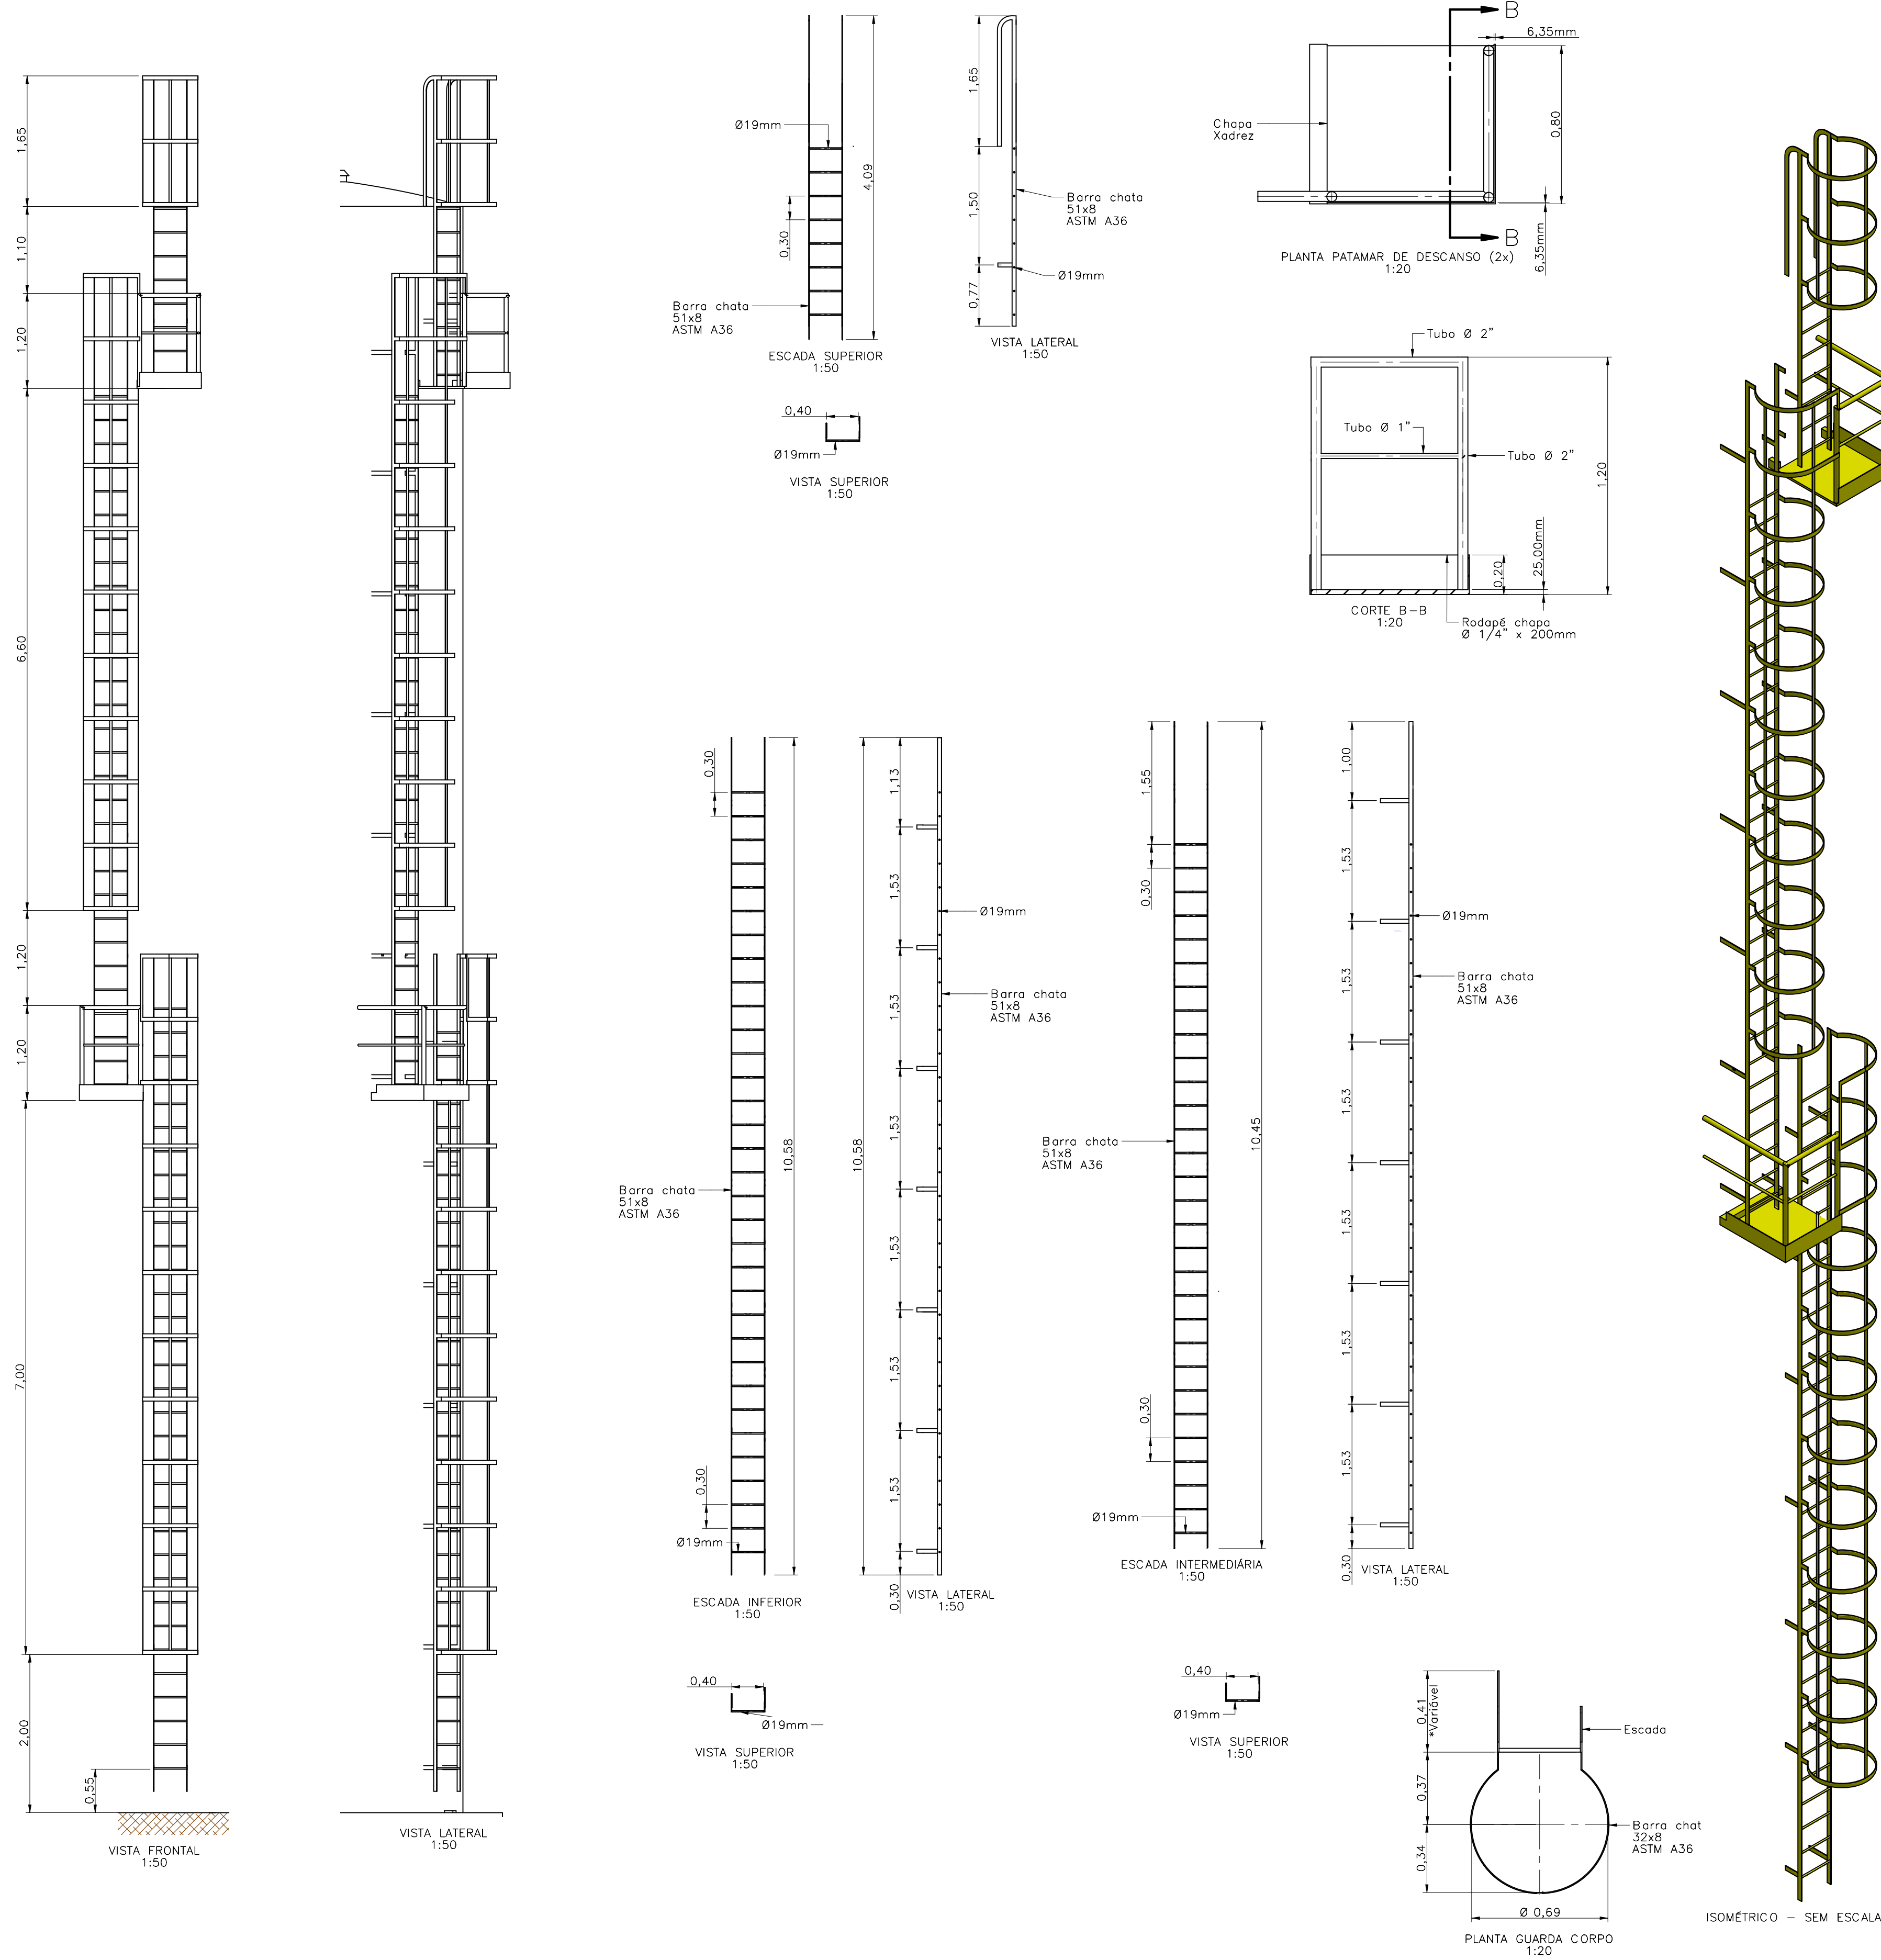 1,65
1,10
1,20
6,60
1,20
1,20
7,00
2,00
0,55
VISTA FRONTAL
1:50
VISTA LATERAL
1:50
Ø19mm
0,30
4,09
Barra chata
51x8
ASTM A36
ESCADA SUPERIOR
1:50
1,65
1,50
0,77
Barra chata
51x8
ASTM A36
Ø19mm
VISTA LATERAL
1:50
0,40
Ø19mm
VISTA SUPERIOR
1:50
B
6,35mm
Chapa
Xadrez
0,80
B
6,35mm
PLANTA PATAMAR DE DESCANSO (2x)
1:20
Tubo Ø 2"
Tubo Ø 1"
Tubo Ø 2"
1,20
0,20
25,00mm
CORTE B-B
1:20
Rodapé chapa
Ø 1/4" x 200mm
0,30
10,58
Barra chata
51x8
ASTM A36
0,30
Ø19mm
ESCADA INFERIOR
1:50
10,58
1,13
1,53
1,53
1,53
1,53
1,53
1,53
0,30
Ø19mm
Barra chata
51x8
ASTM A36
VISTA LATERAL
1:50
0,40
Ø19mm
VISTA SUPERIOR
1:50
1,55
0,30
10,45
Barra chata
51x8
ASTM A36
0,30
Ø19mm
ESCADA INTERMEDIÁRIA
1:50
1,00
1,53
1,53
1,53
1,53
1,53
1,53
0,30
Ø19mm
Barra chata
51x8
ASTM A36
VISTA LATERAL
1:50
0,40
Ø19mm
VISTA SUPERIOR
1:50
0,41
*Variável
0,37
0,34
Escada
Barra chat
32x8
ASTM A36
Ø 0,69
PLANTA GUARDA CORPO
1:20
ISOMÉTRICO - SEM ESCALA